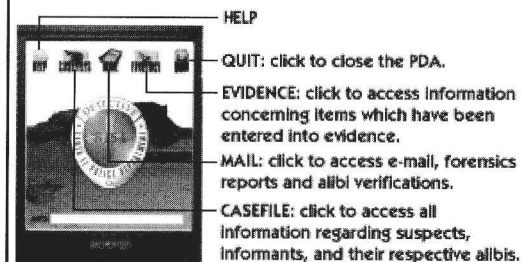 HELP
QUIT: click to close the PDA.
EVIDENCE: click to access information
concerning items which have been
entered into evidence.
MAIL: click to access e-mail, forensics
reports and alibi verifications.
CASEFILE: click to access all
information regarding suspects,
informants, and their respective alibis.